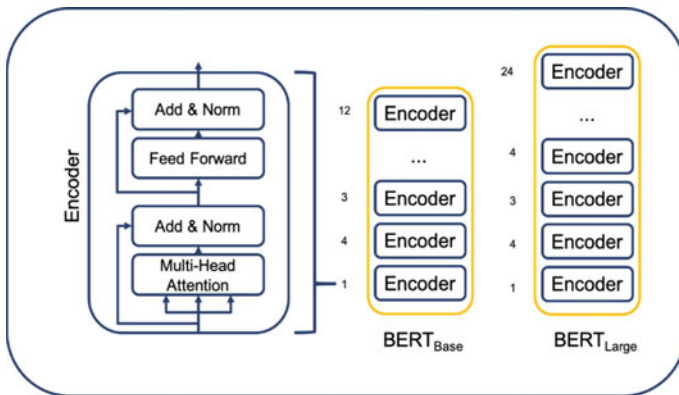 Encoder
Add & Norm
Feed Forward
Add & Norm
Multi-Head
Attention
12
Encoder
...
3
Encoder
4
Encoder
1
Encoder
BERTBase
24
Encoder
...
4
Encoder
3
Encoder
4
Encoder
1
Encoder
BERTLarge